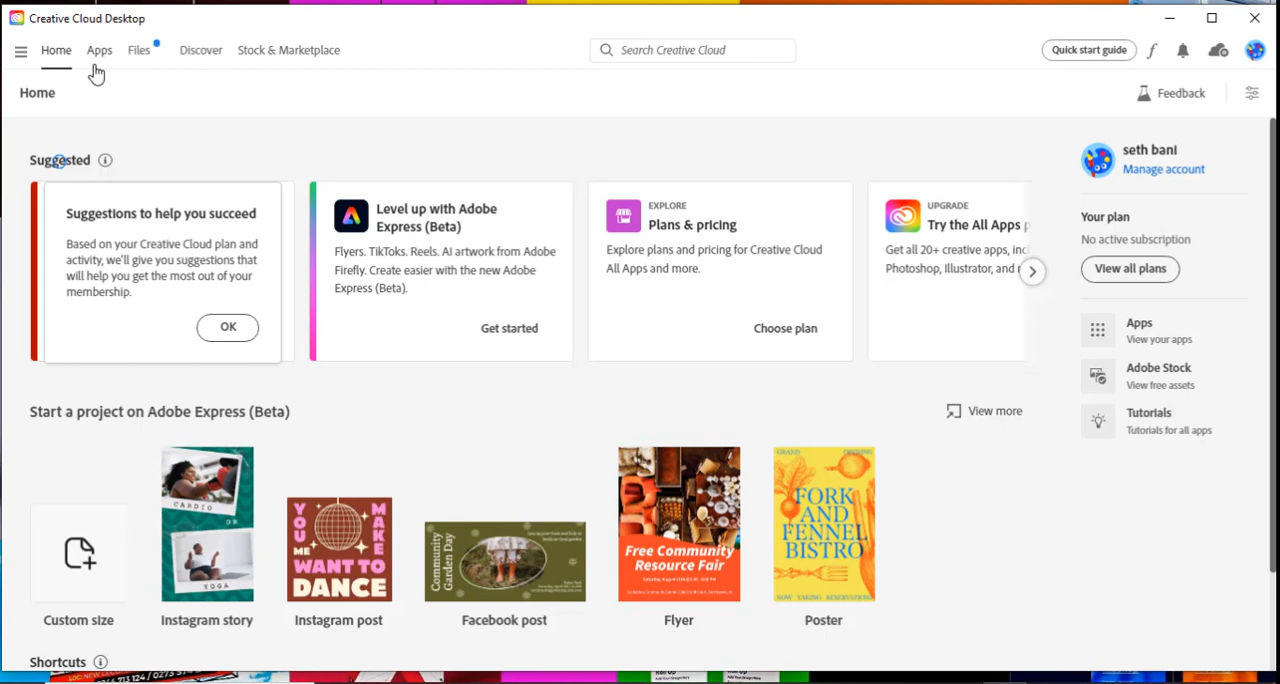 Creative Cloud Desktop
Home Apps Files Discover Stock & Marketplace
Search Creative Cloud
Quick start guide
Home
Feedback
Suggested
Suggestions to help you succeed
Based on your Creative Cloud plan and
activity, we'll give you suggestions that
will help you get the most out of your
membership.
OK
Level up with Adobe
Express (Beta)
Flyers. TikToks. Reels. AI artwork from Adobe
Firefly. Create easier with the new Adobe
Express (Beta).
Get started
EXPLORE
Plans & pricing
Explore plans and pricing for Creative Cloud
All Apps and more.
Choose plan
UPGRADE
Try the All Apps p
Get all 20+ creative apps, inc
Photoshop, Illustrator, and
seth bani
Manage account
Your plan
No active subscription
View all plans
Apps
View your apps
Adobe Stock
View free assets
Tutorials
Tutorials for all apps
Start a project on Adobe Express (Beta)
View more
CARDIO
OR
YOGA
YOU MAKE
ME
WANT TO
DANCE
Community
Garden Day
Free Community
Resource Fair
GRAND OPENING
FORK
AND
FENNEL
BISTRO
NOW TAKING RESERVATIONS
Custom size
Instagram story
Instagram post
Facebook post
Flyer
Poster
Shortcuts